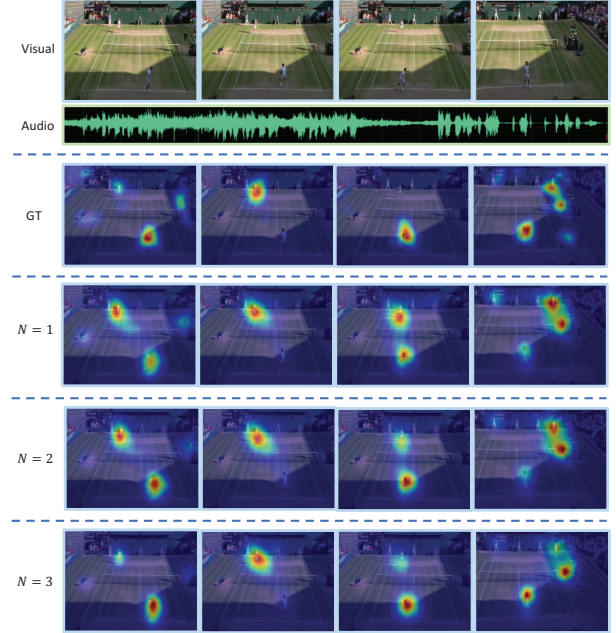 Visual
Audio
GT
N = 1
N = 2
N = 3